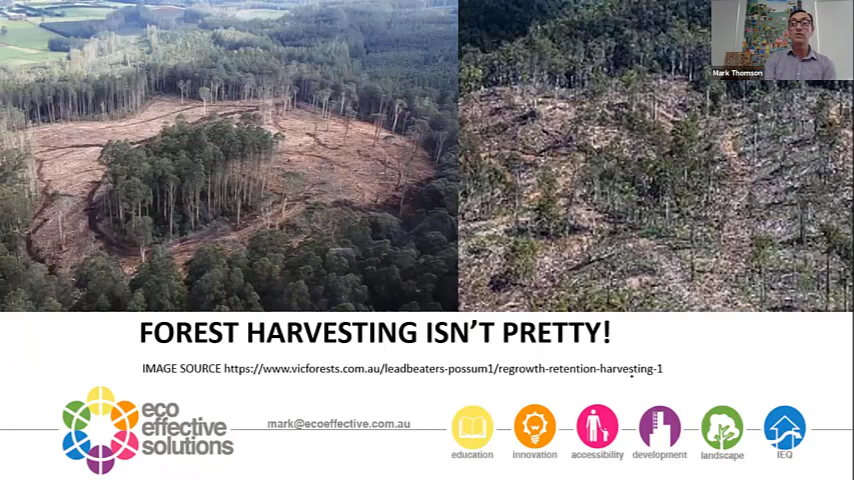 Mark Thomson
FOREST HARVESTING ISN'T PRETTY!
IMAGE SOURCE https://www.vicforests.com.au/leadbeaters-possum1/regrowth-retention-harvesting-1
eco
effective
solutions
mark@ecoeffective.com.au
education
innovation
accessibility
development
landscape
IEQ